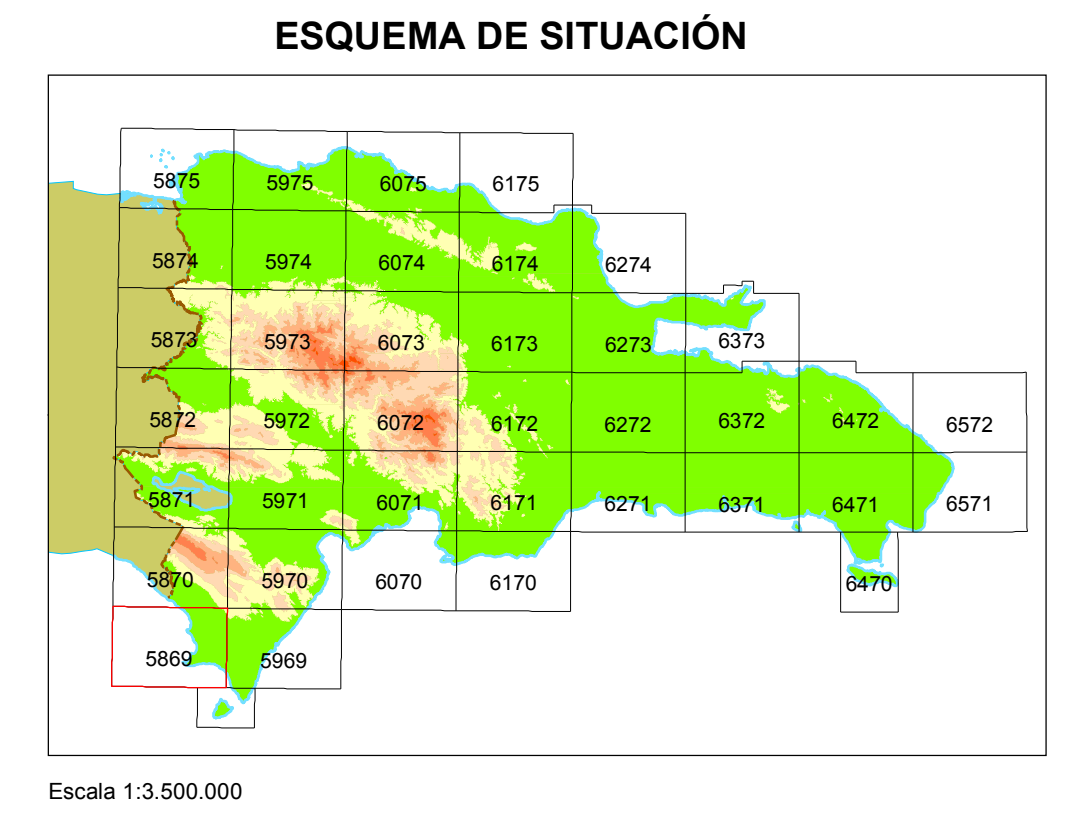 ESQUEMA DE SITUACIÓN
5875 5975 6075 6175
5874 5974 6074 6174 6274
5873 5973 6073 6173 6273 6373
5872 5972 6072 6172 6272 6372 6472 6572
5871 5971 6071 6171 6271 6371 6471 6571
5870 5970 6070 6170 6470
5869 5969
Escala 1:3.500.000